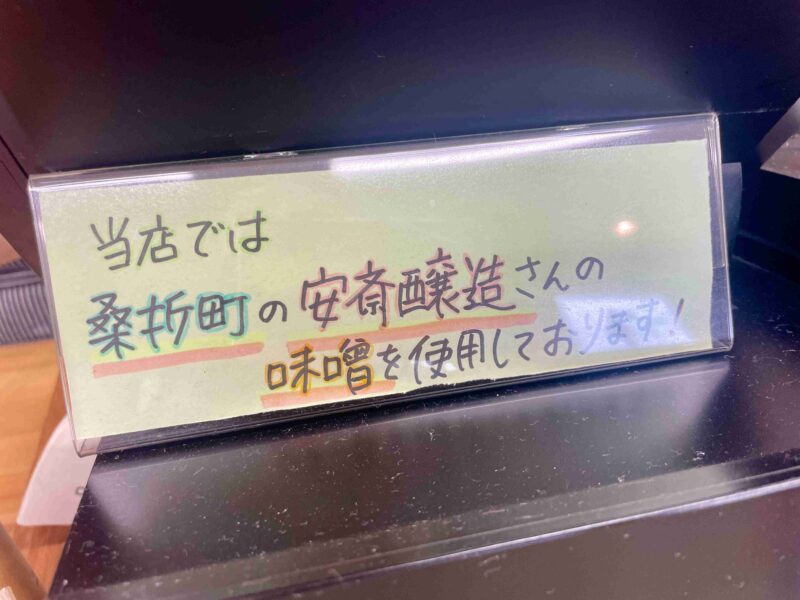 当店では
桑折町の安斎醸造さんの
味噌を使用しております!